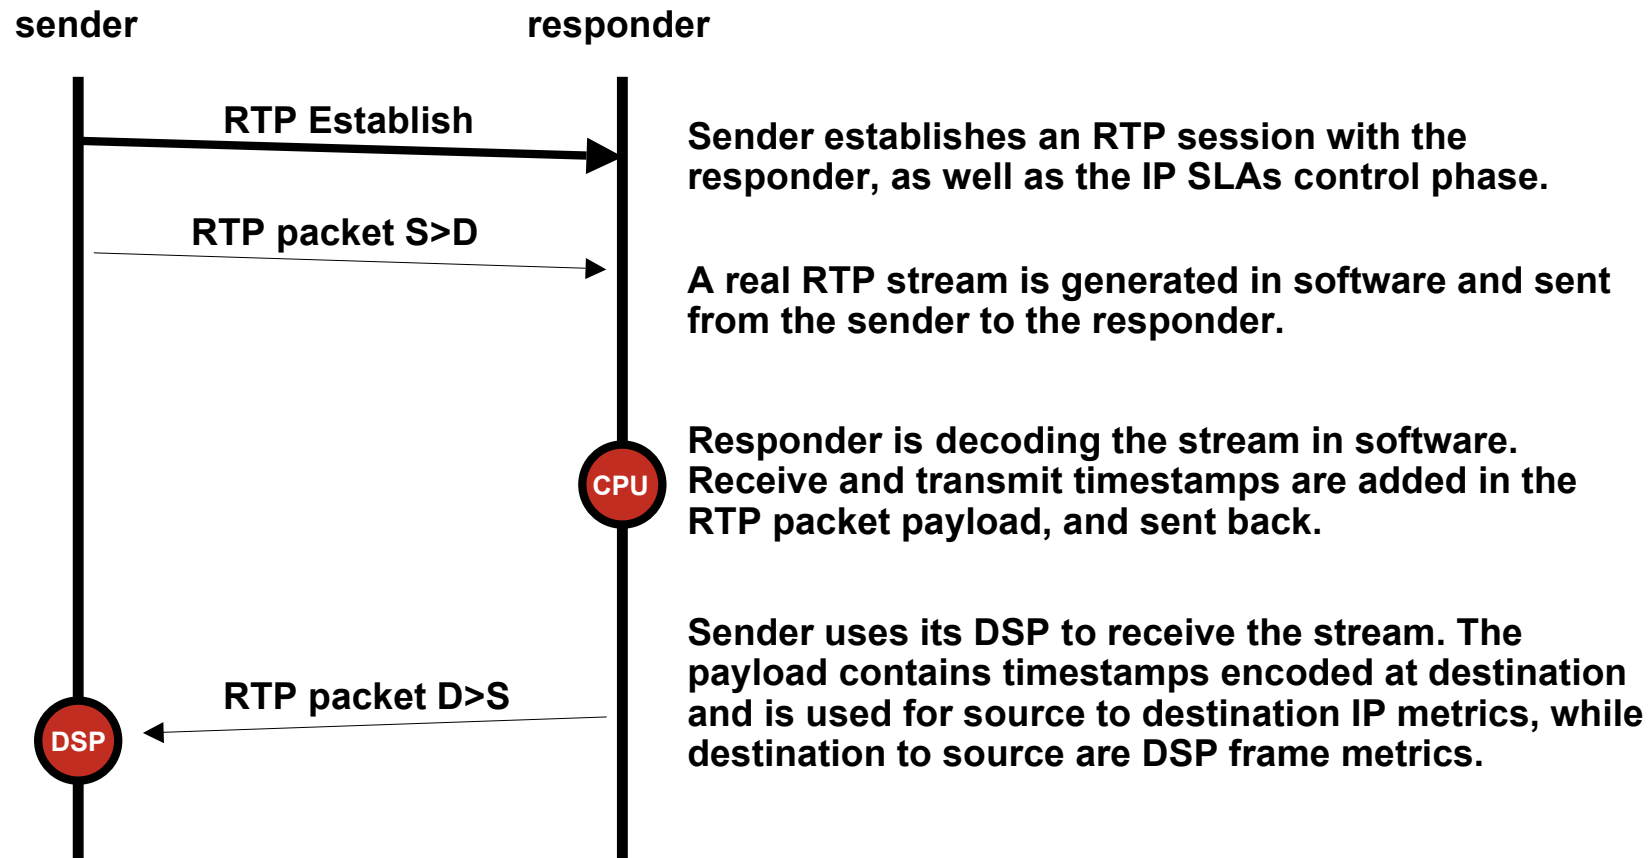 sender
responder
RTP Establish
Sender establishes an RTP session with the
responder, as well as the IP SLAs control phase.
RTP packet S>D
A real RTP stream is generated in software and sent
from the sender to the responder.
CPU
Responder is decoding the stream in software.
Receive and transmit timestamps are added in the
RTP packet payload, and sent back.
RTP packet D>S
DSP
Sender uses its DSP to receive the stream. The
payload contains timestamps encoded at destination
and is used for source to destination IP metrics, while
destination to source are DSP frame metrics.